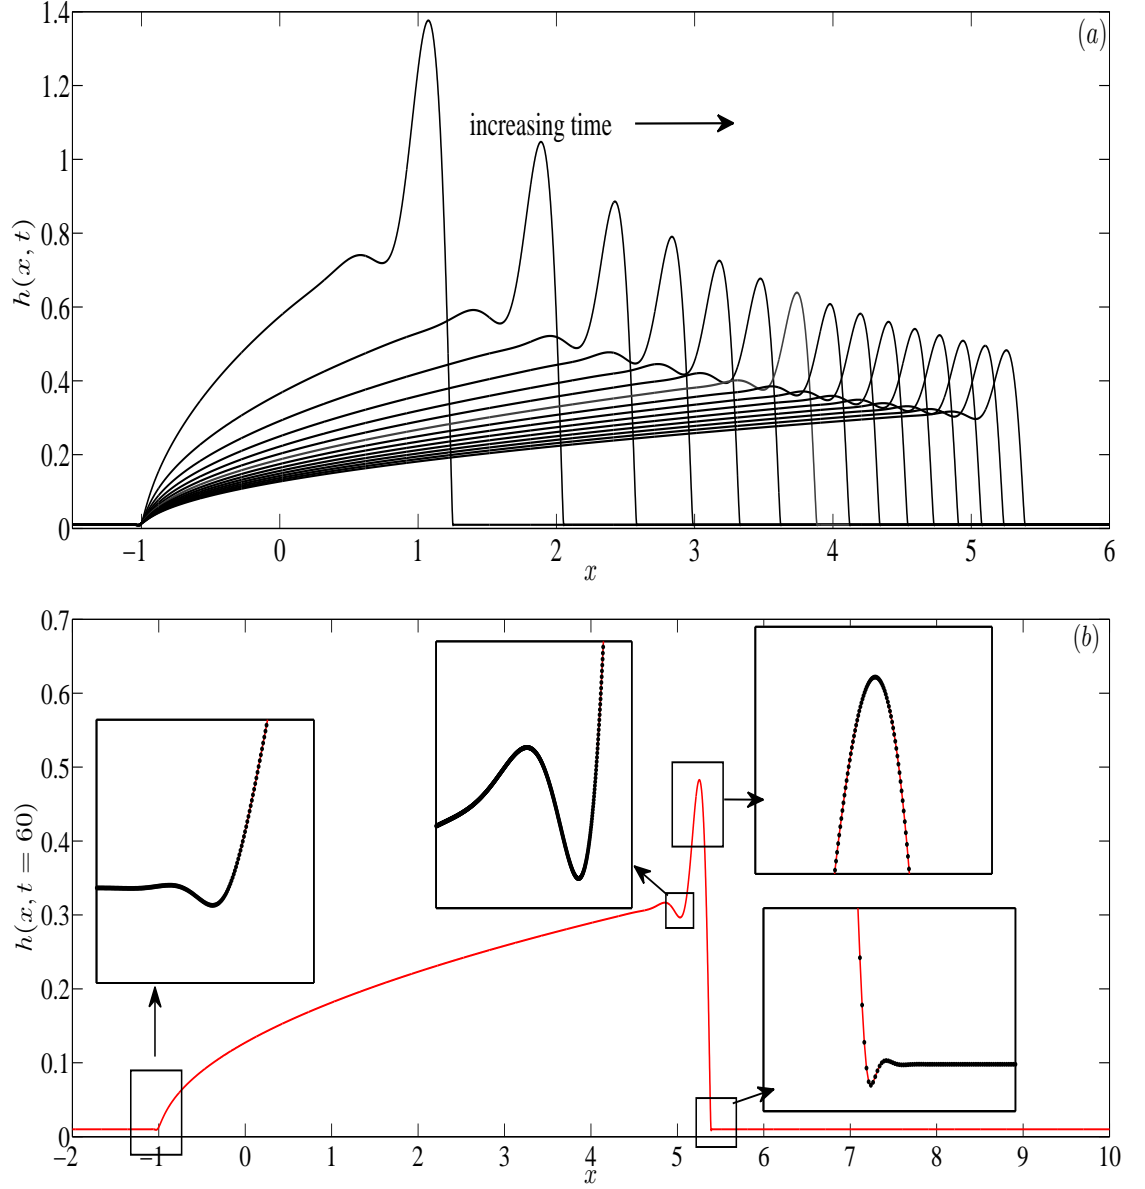 (a)
1.4
1.2
1
0.8
0.6
0.4
0.2
0
h(x, t)
increasing time
−1 0 1 2 3 4 5 6
x
(b)
0.7
0.6
0.5
0.4
0.3
0.2
0.1
0
h(x, t = 60)
−2 −1 0 1 2 3 4 5 6 7 8 9 10
x